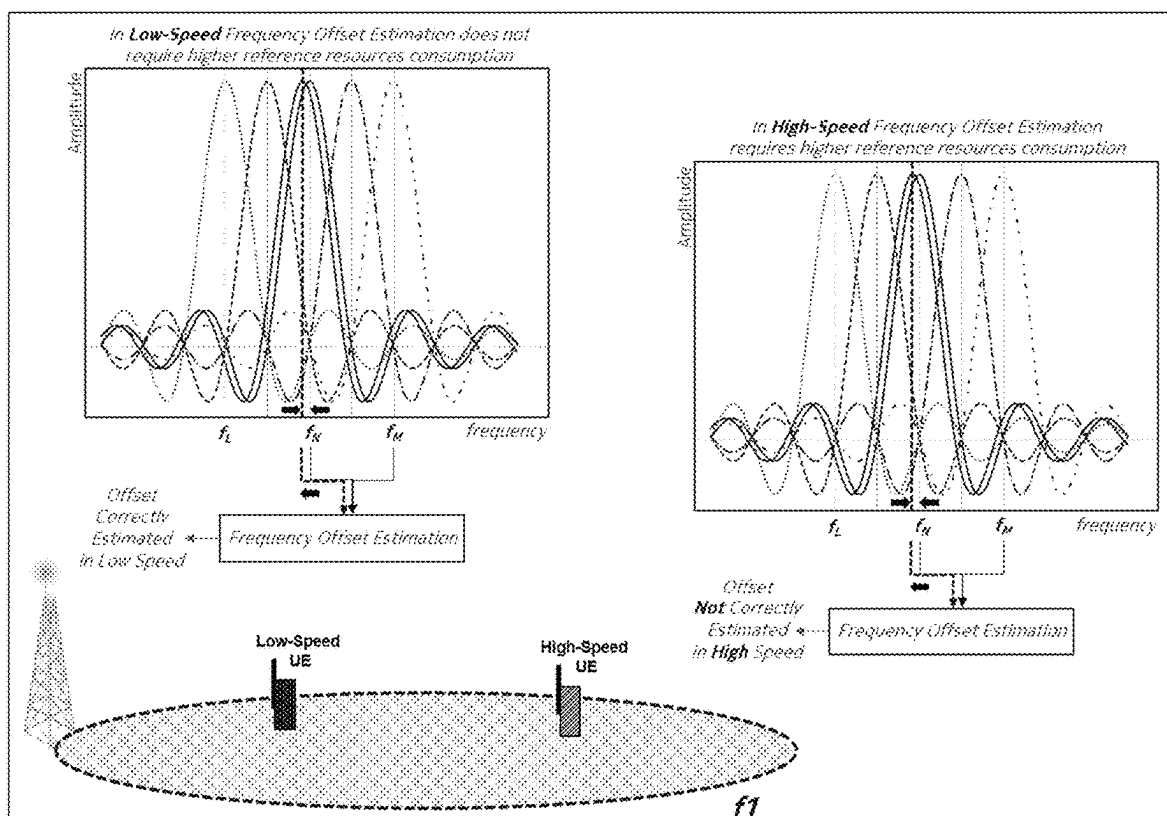 In Low-Speed Frequency Offset Estimation does not
require higher reference resources consumption
Amplitude
f_L
f_N
f_M
frequency
Offset
Correctly
Estimated
in Low Speed
Frequency Offset Estimation
In High-Speed Frequency Offset Estimation
requires higher reference resources consumption
Amplitude
f_L
f_N
f_M
frequency
Offset
Not Correctly
Estimated
in High Speed
Frequency Offset Estimation
Low-Speed
UE
High-Speed
UE
f1